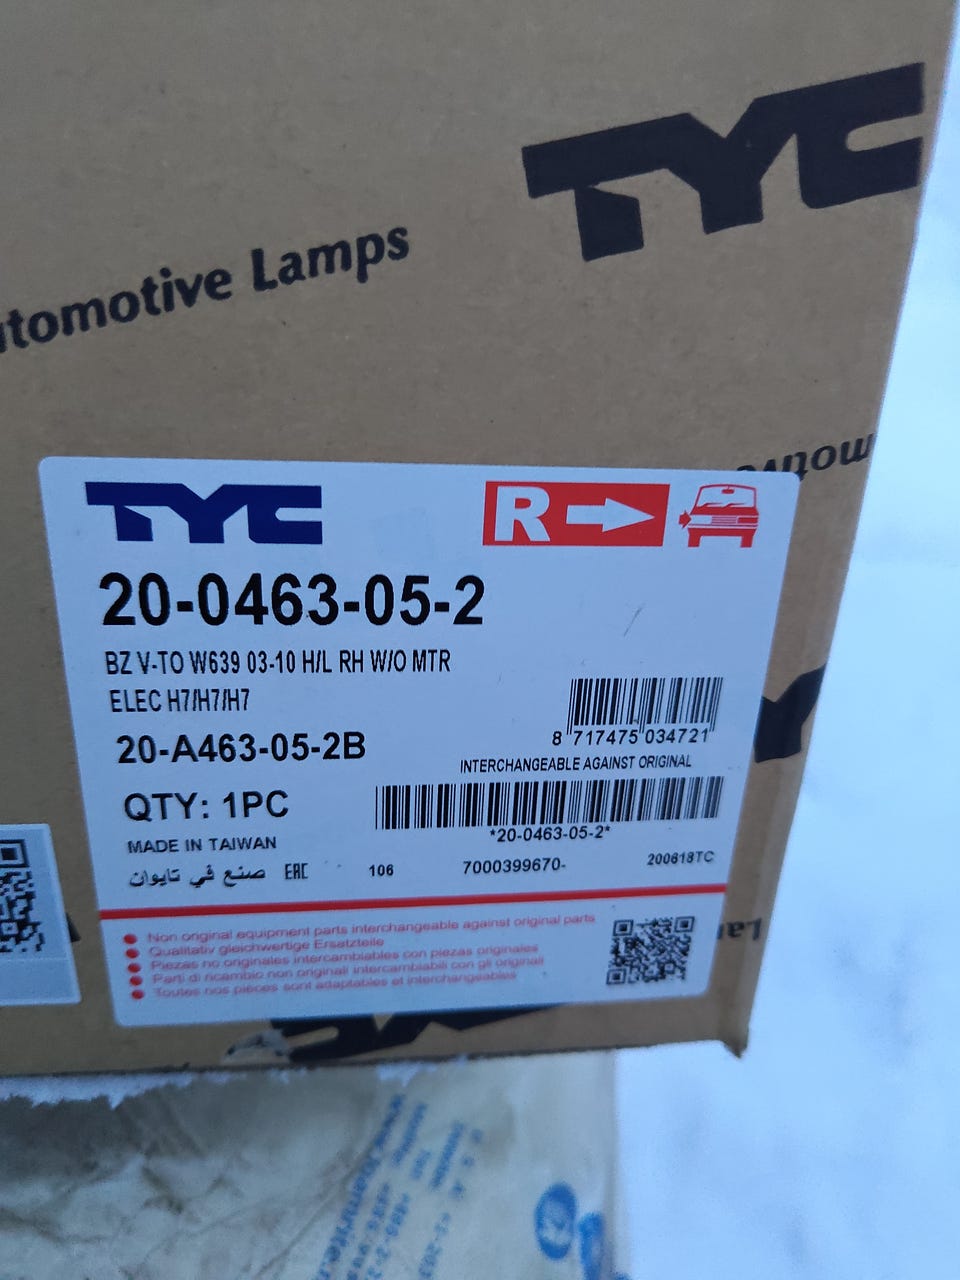 TYC
utomotive Lamps
TYC
R
20-0463-05-2
BZ V-TO W639 03-10 H/L RH W/O MTR
ELEC H7/H7/H7
20-A463-05-2B
8 717475 034721
INTERCHANGEABLE AGAINST ORIGINAL
QTY: 1PC
*20-0463-05-2*
MADE IN TAIWAN
صنع في تايوان EAC 106 7000399670- 200618TC
Non original equipment parts interchangeable against original parts
Qualitativ gleichwertige Ersatzteile
Piezas no originales intercambiables con piezas originales
Parti di ricambio non originali intercambiabili con gli originali
Toutes nos pièces sont adaptables et interchangeables